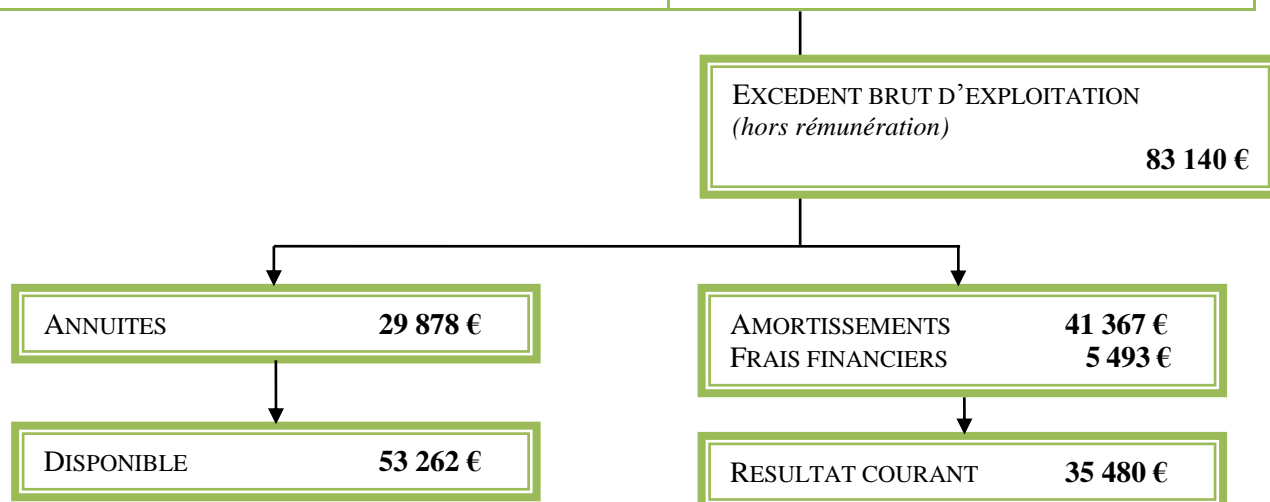 EXCEDENT BRUT D’EXPLOITATION
(hors rémunération)
83 140 €
ANNUITES 29 878 €
AMORTISSEMENTS 41 367 €
FRAIS FINANCIERS 5 493 €
DISPONIBLE 53 262 €
RESULTAT COURANT 35 480 €